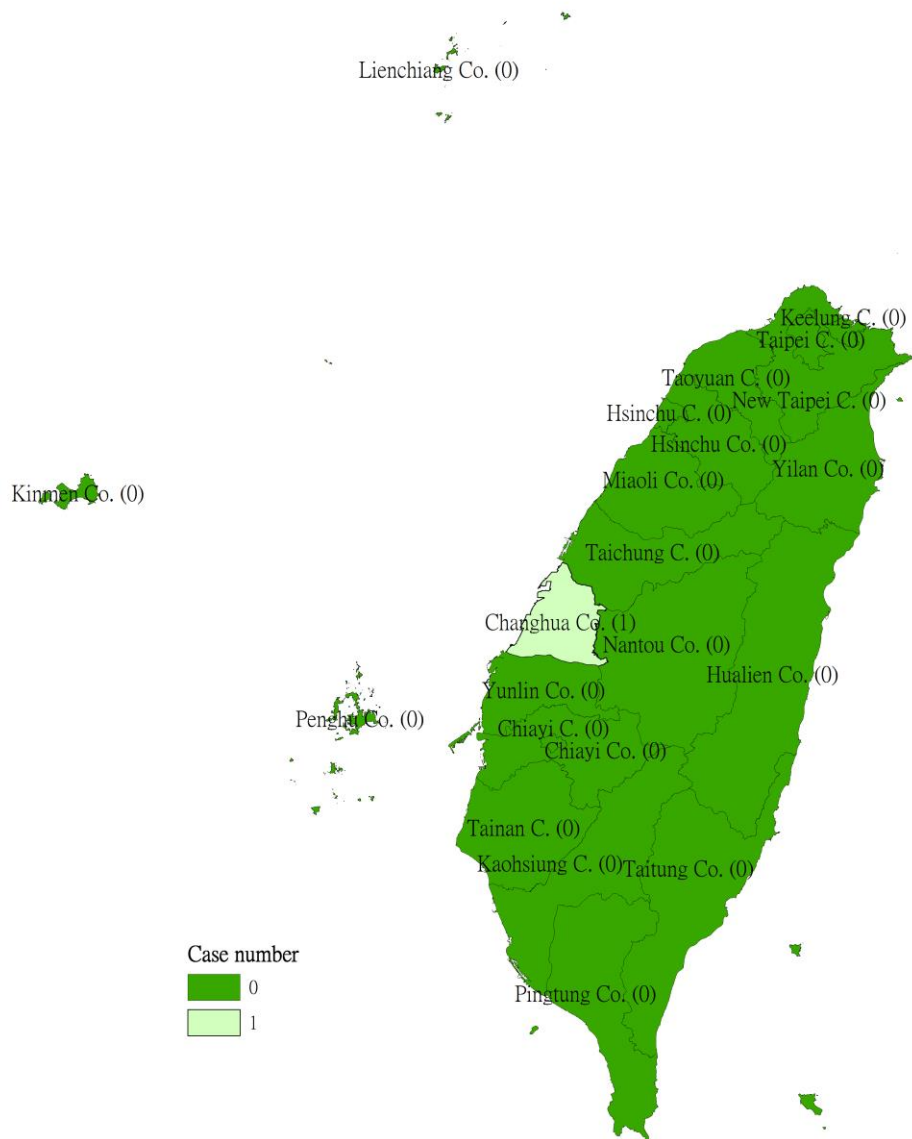 Lienchiang Co. (0)
Keelung C. (0)
Taipei C. (0)
Taoyuan C. (0)
New Taipei C. (0)
Hsinchu C. (0)
Hsinchu Co. (0)
Yilan Co. (0)
Miaoli Co. (0)
Kinmen Co. (0)
Taichung C. (0)
Changhua Co. (1)
Nantou Co. (0)
Hualien Co. (0)
Yunlin Co. (0)
Penghu Co. (0)
Chiayi C. (0)
Chiayi Co. (0)
Tainan C. (0)
Kaohsiung C. (0)
Taitung Co. (0)
Pingtung Co. (0)
Case number
0
1